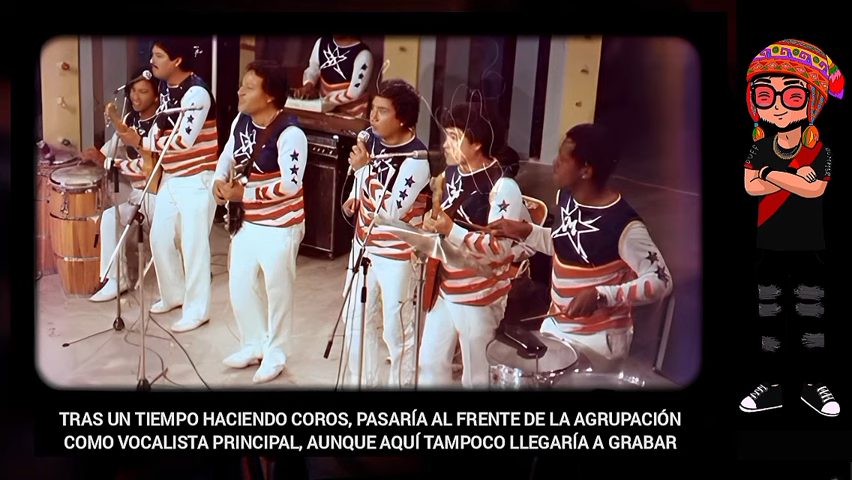 TRAS UN TIEMPO HACIENDO COROS, PASARÍA AL FRENTE DE LA AGRUPACIÓN
COMO VOCALISTA PRINCIPAL, AUNQUE AQUÍ TAMPOCO LLEGARÍA A GRABAR